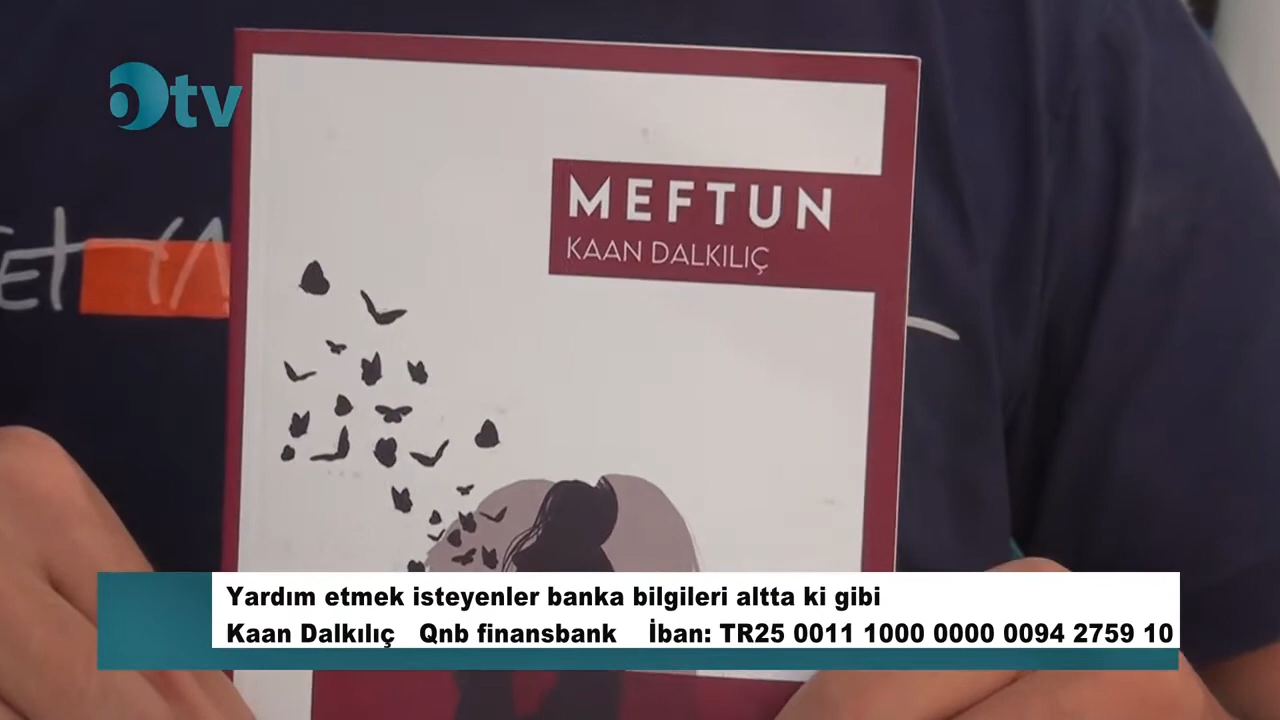 tv
MEFTUN
KAAN DALKILIÇ
Yardım etmek isteyenler banka bilgileri altta ki gibi
Kaan Dalkılıç Qnb finansbank İban: TR25 0011 1000 0000 0094 2759 10